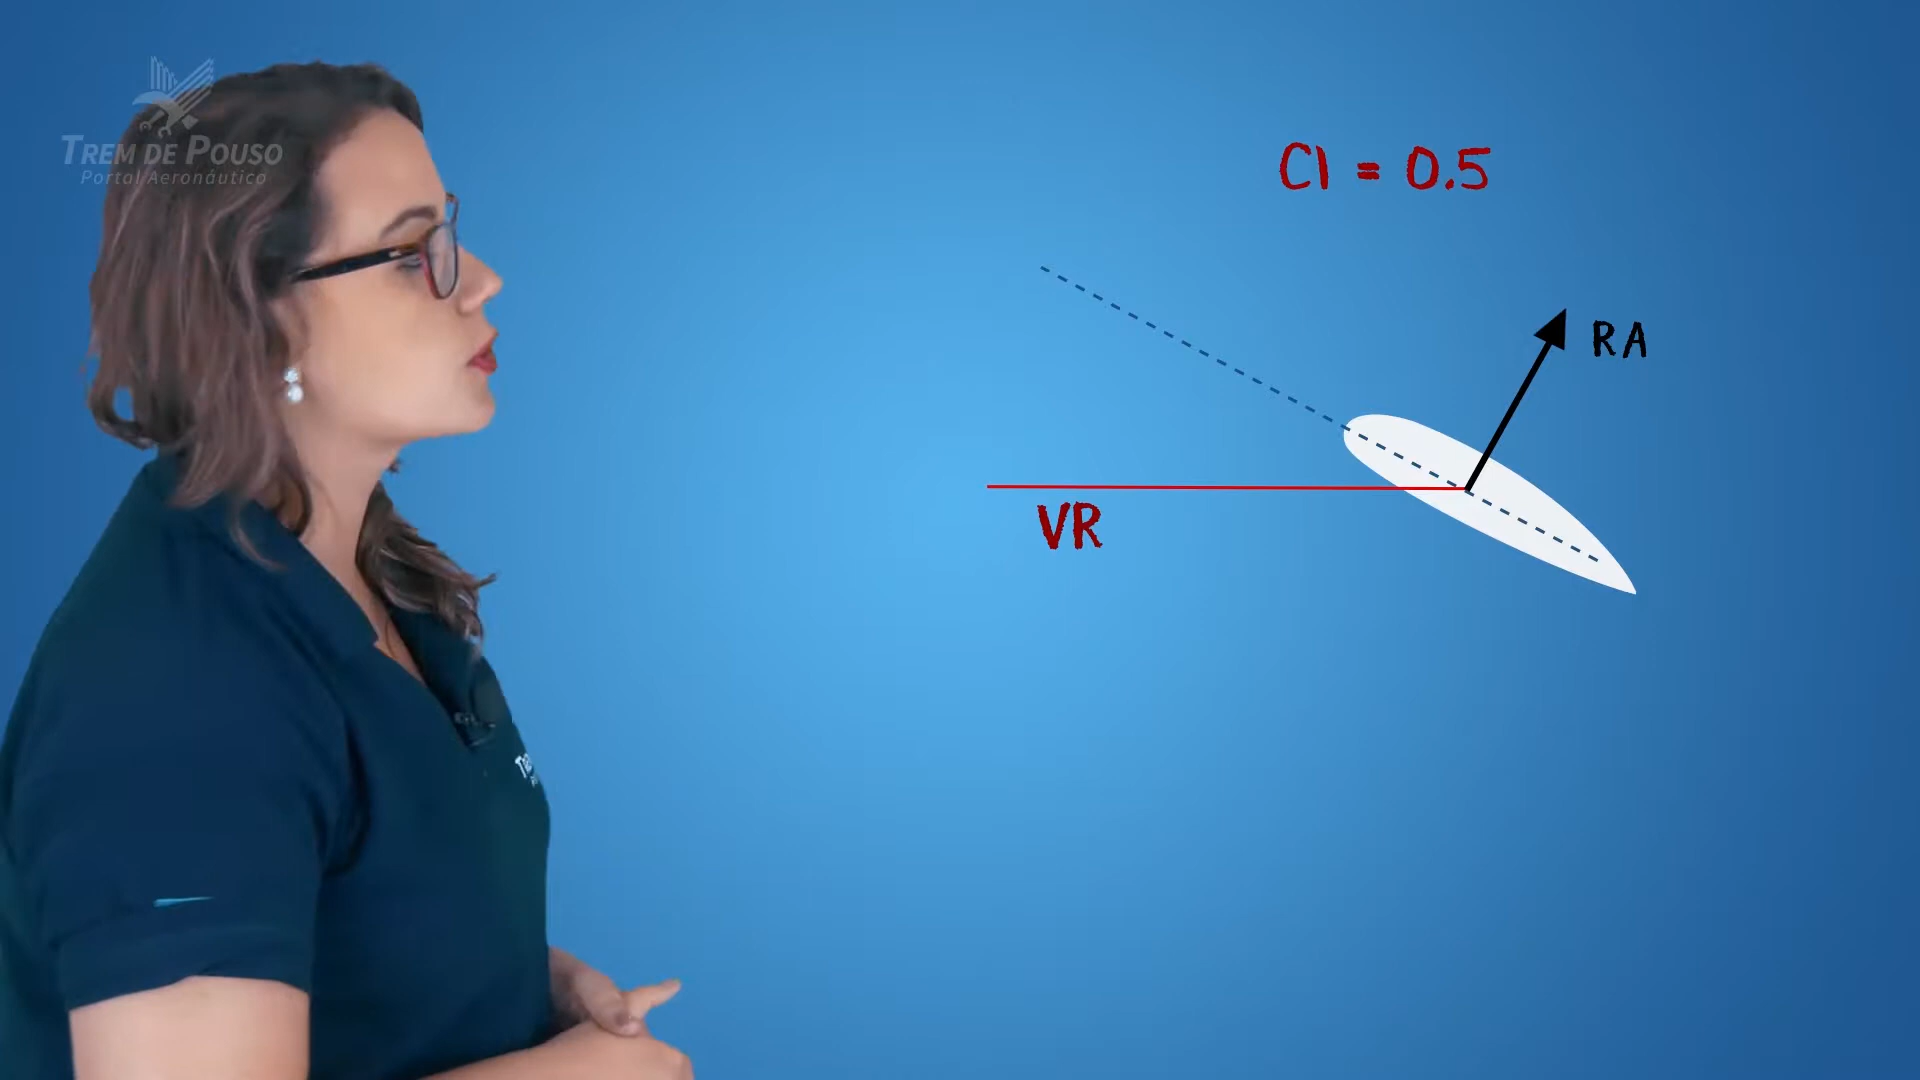 TREM DE POUSO
Portal Aeronáutico
Cl = 0.5
RA
VR